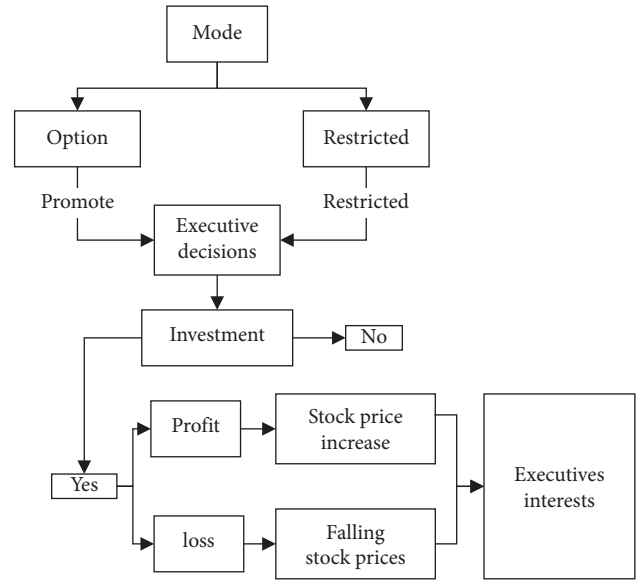 Mode
Option
Restricted
Promote
Restricted
Executive
decisions
Investment
No
Yes
Profit
Stock price
increase
loss
Falling
stock prices
Executives
interests